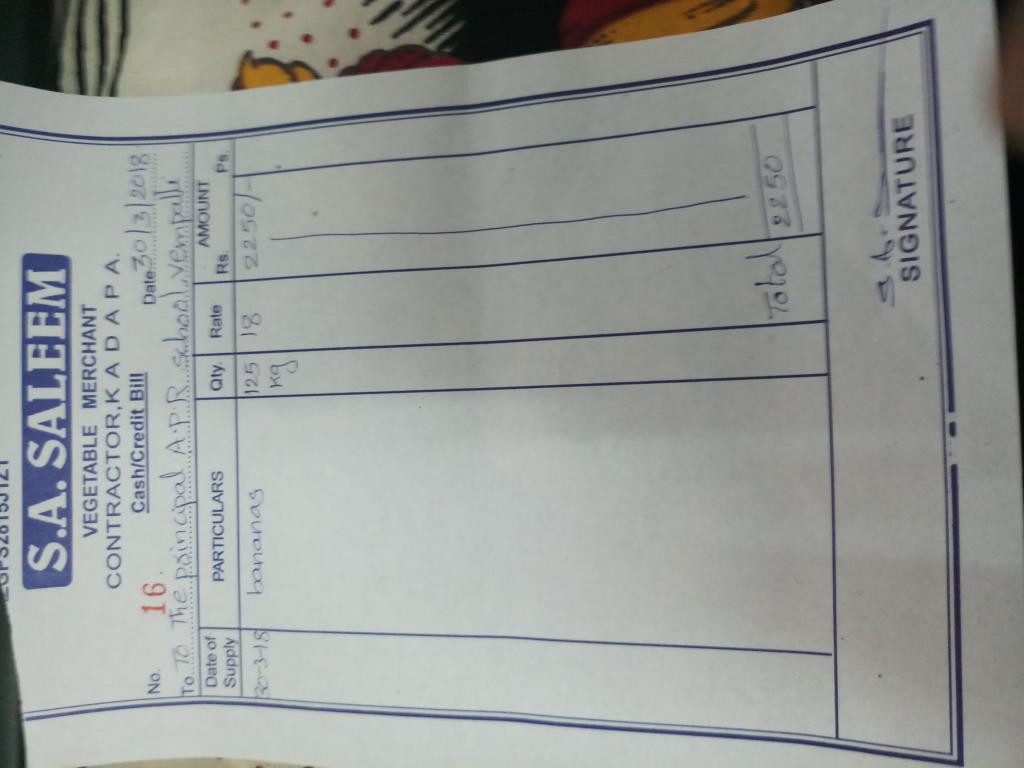 S.A. SALEEM
VEGETABLE MERCHANT
CONTRACTOR, K A D A P A.
Cash/Credit Bill
No. 16. Date 30/3/2018
To. To The principal A.P.R. school, vempalli
Date of Supply PARTICULARS Qty. Rate AMOUNT Rs. Ps.
30-3-18 bananas 125 kg 18 2250/-
Total 2250
SIGNATURE